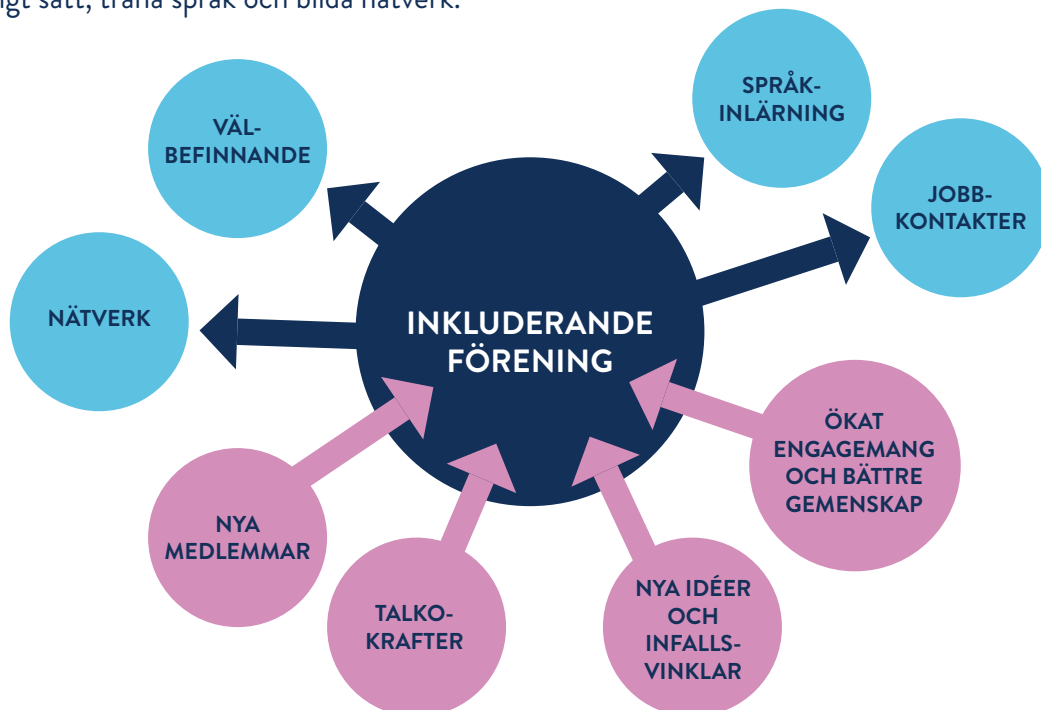 sätt, träna språk och bilda nätverk.
SPRÅK-
INLÄRNING
VÄL-
BEFINNANDE
JOBB-
KONTAKTER
NÄTVERK
INKLUDERANDE
FÖRENING
ÖKAT
ENGAGEMANG
OCH BÄTTRE
GEMENSKAP
NYA
MEDLEMMAR
TALKO-
KRAFTER
NYA IDÉER
OCH
INFALLS-
VINKLAR